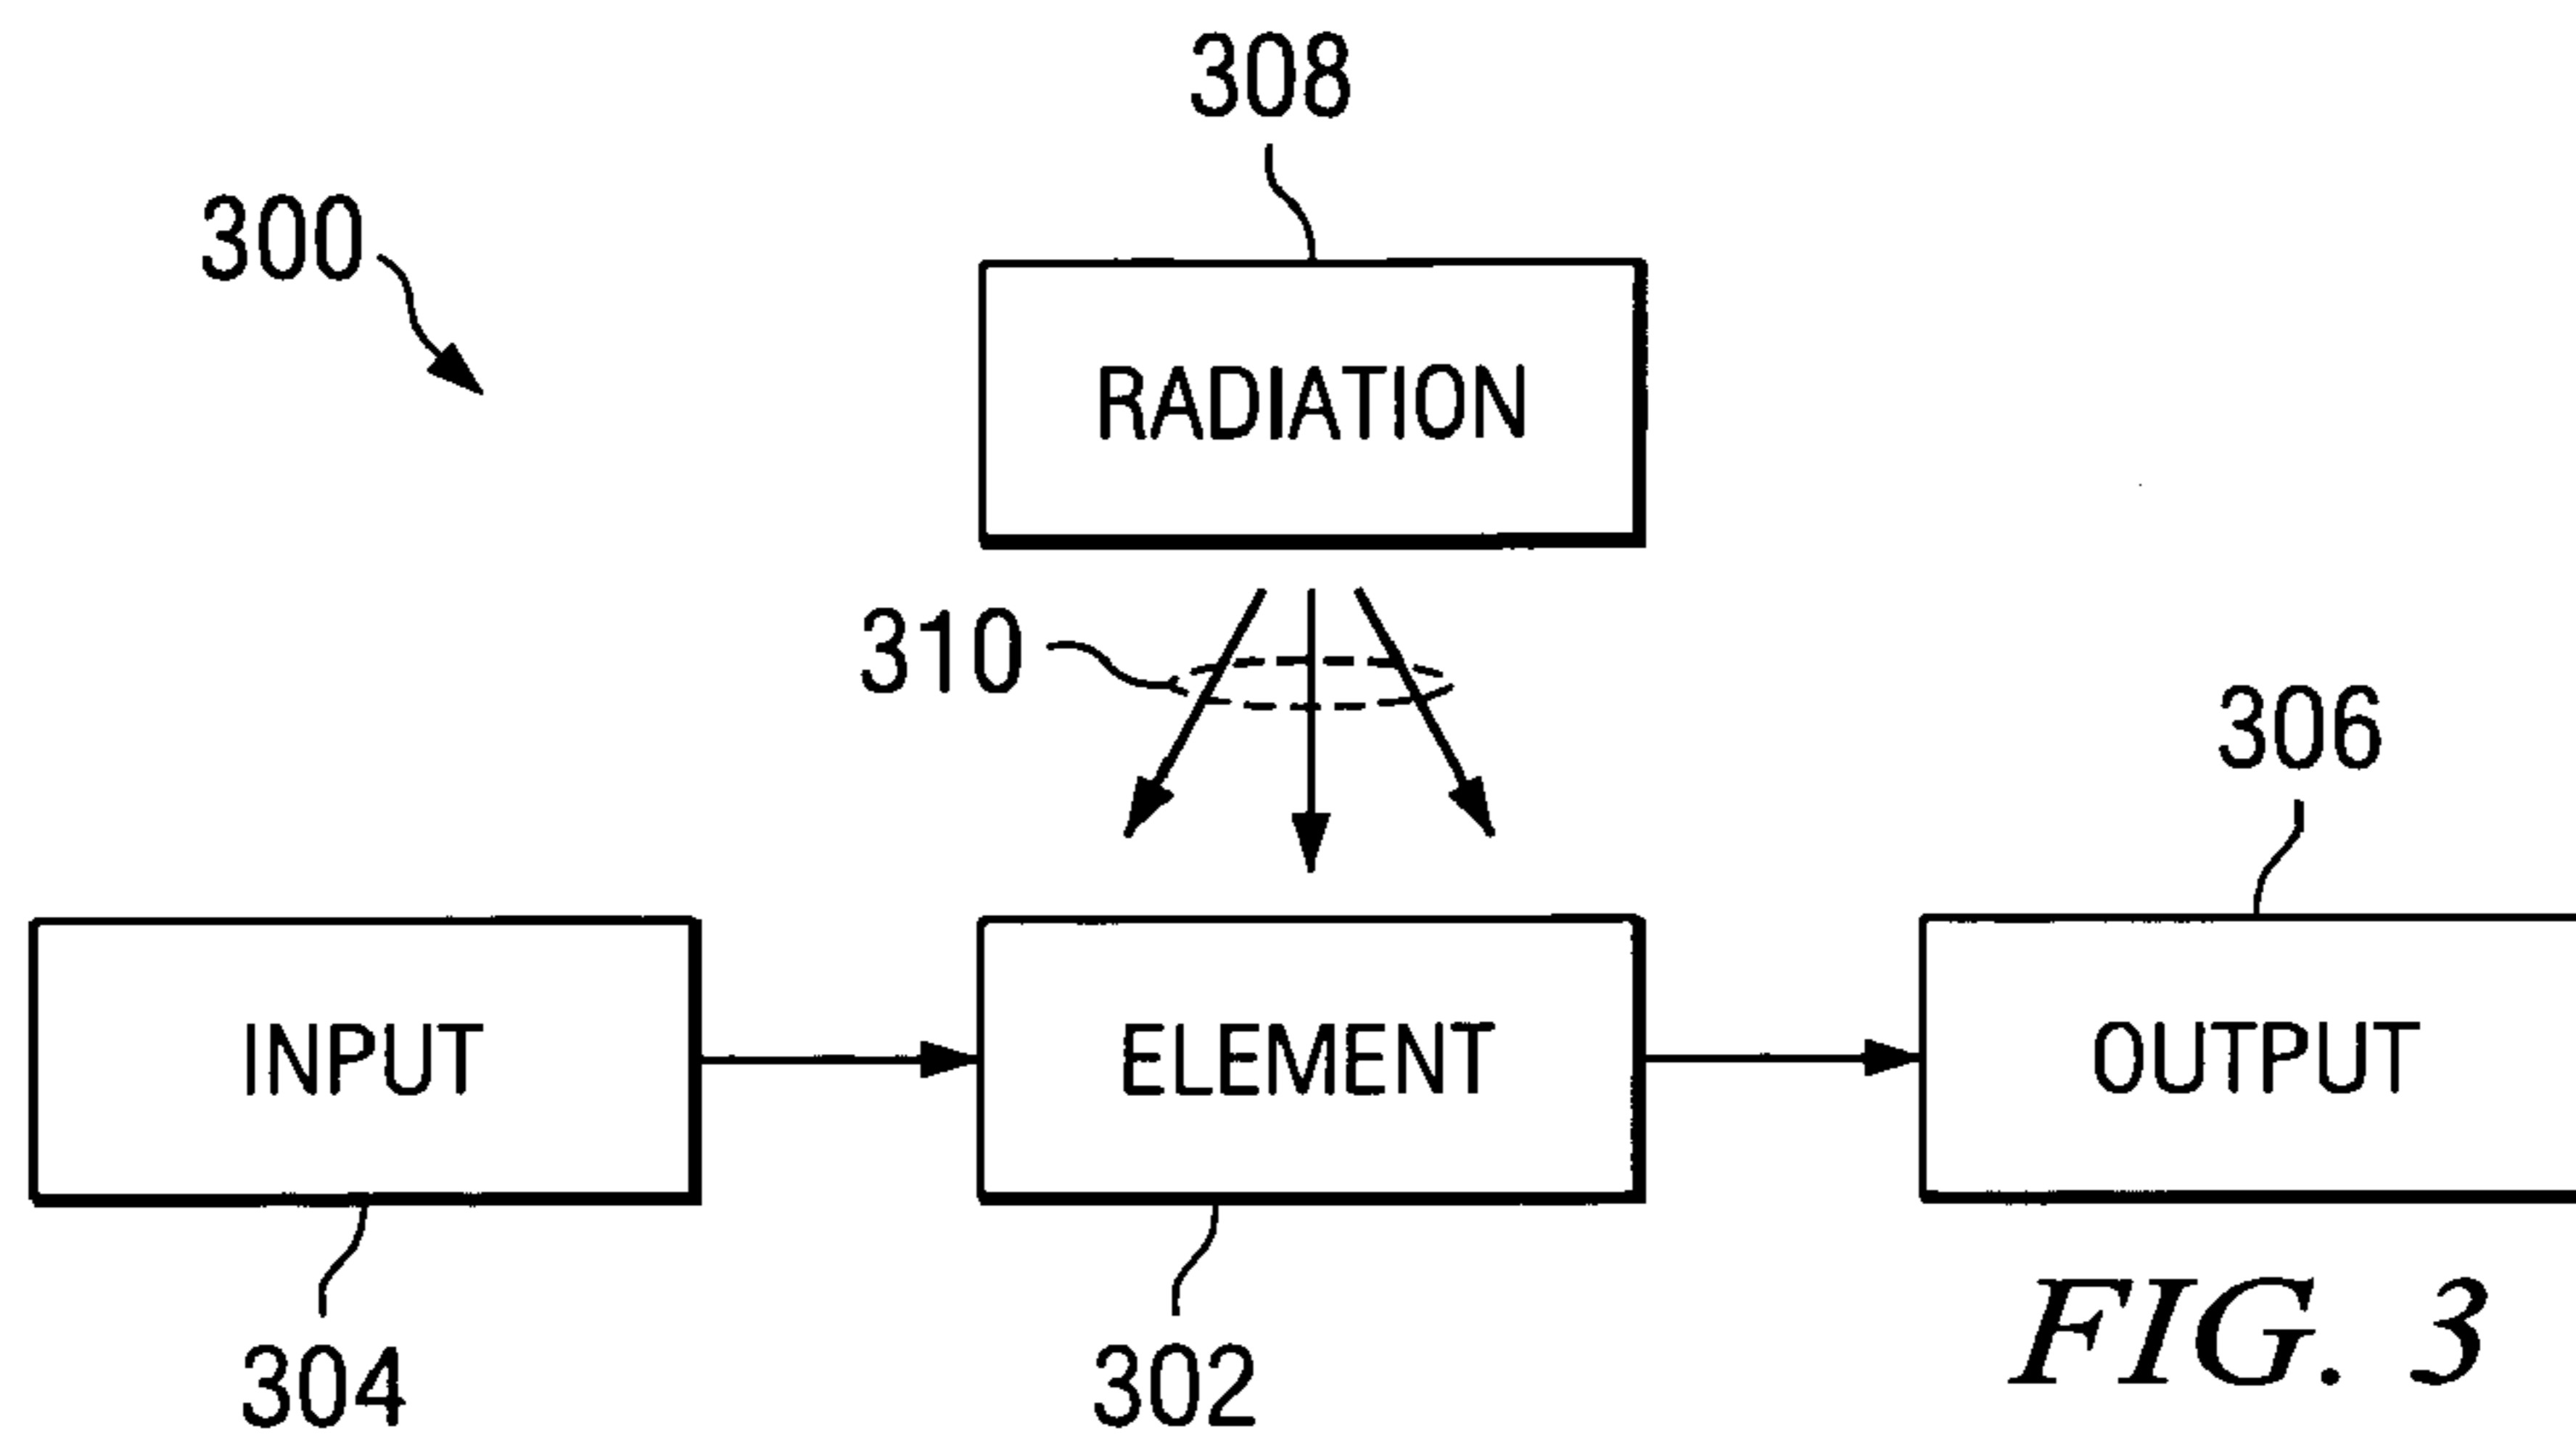 308
300
RADIATION
310
306
INPUT
ELEMENT
OUTPUT
304
302
FIG. 3